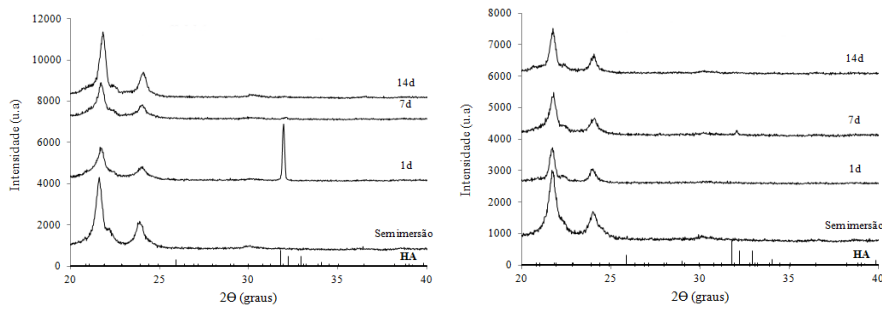 12000
10000
8000
6000
4000
2000
0
Intensidade (u.a)
14d
7d
1d
Semimersão
HA
20
25
30
35
40
2Θ (graus)
8000
7000
6000
5000
4000
3000
2000
1000
0
Intensidade (u.a)
14d
7d
1d
Semimersão
HA
20
25
30
35
40
2Θ (graus)